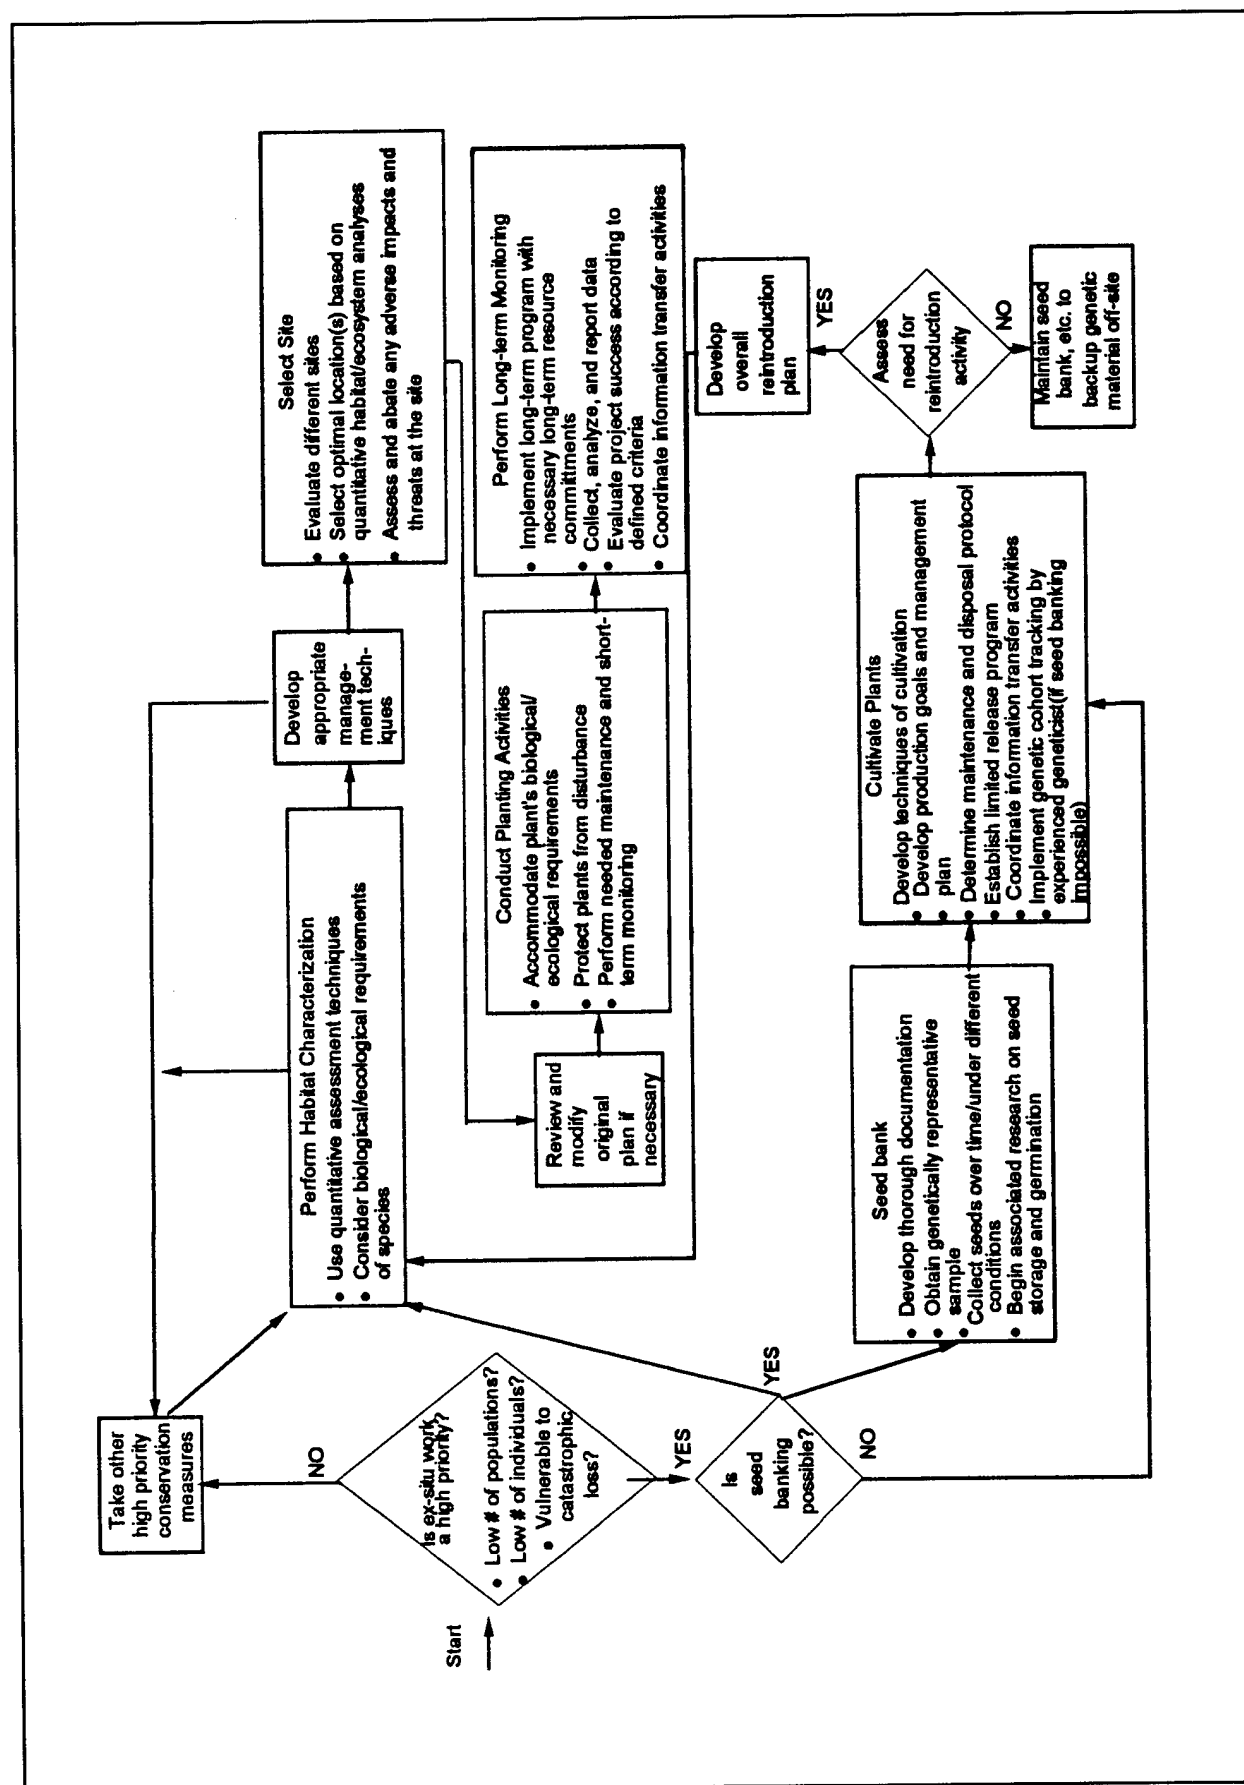 Start
Is ex-situ work
a high priority?
• Low # of populations?
• Low # of individuals?
• Vulnerable to
catastrophic
loss?
NO
YES
Take other
high priority
conservation
measures
Is
seed
banking
possible?
YES
NO
Perform Habitat Characterization
• Use quantitative assessment techniques
• Consider biological/ecological requirements
of species
Develop
appropriate
manage-
ment tech-
iques
Select Site
• Evaluate different sites
• Select optimal location(s) based on
quantitative habitat/ecosystem analyses
• Assess and abate any adverse impacts and
threats at the site
Review and
modify
original
plan if
necessary
Conduct Planting Activities
• Accommodate plant's biological/
ecological requirements
• Protect plants from disturbance
• Perform needed maintenance and short-
term monitoring
Perform Long-term Monitoring
• Implement long-term program with
necessary long-term resource
committments
• Collect, analyze, and report data
• Evaluate project success according to
defined criteria
• Coordinate information transfer activities
Seed bank
• Develop thorough documentation
• Obtain genetically representative
sample
• Collect seeds over time/under different
conditions
• Begin associated research on seed
storage and germination
Cultivate Plants
Develop techniques of cultivation
• Develop production goals and management
• plan
• Determine maintenance and disposal protocol
• Establish limited release program
• Coordinate information transfer activities
• Implement genetic cohort tracking by
experienced geneticist(if seed banking
impossible)
Develop
overall
reintroduction
plan
YES
Assess
need for
reintroduction
activity
NO
Maintain seed
bank, etc. to
backup genetic
material off-site